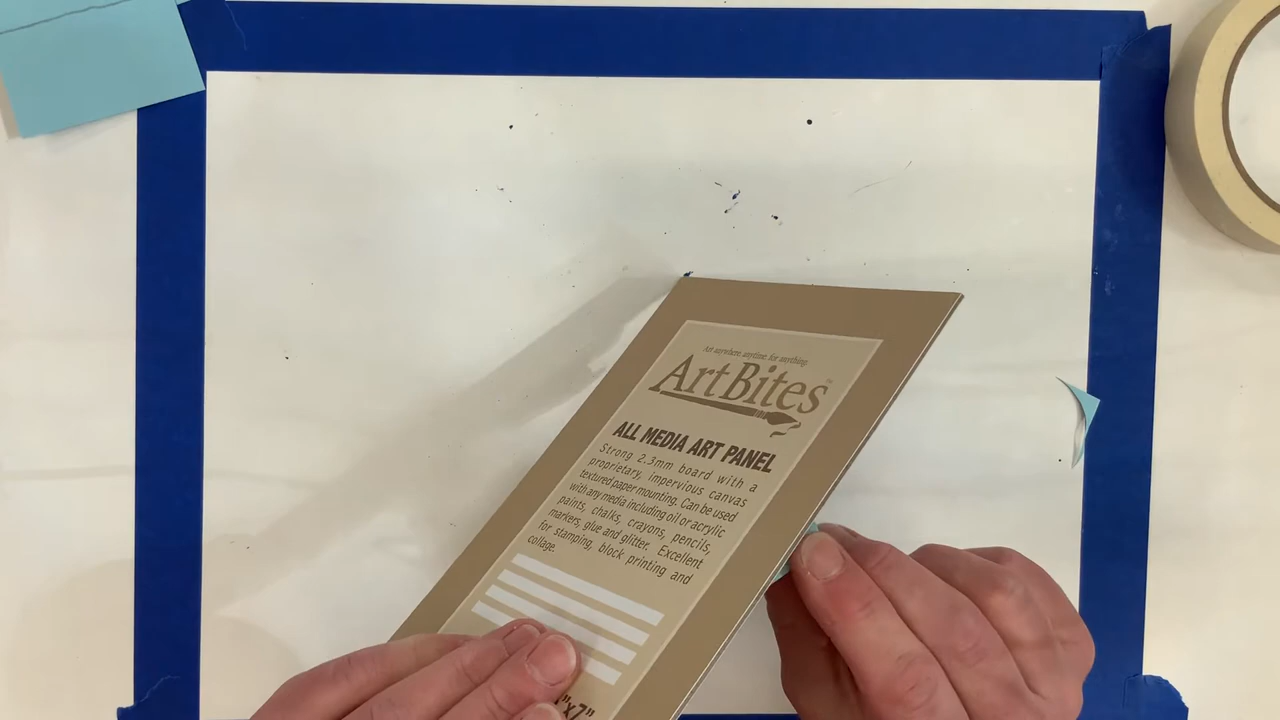 Art anywhere, anytime, for anything.
ArtBites™
ALL MEDIA ART PANEL
Strong 2.3mm board with a
proprietary, impervious canvas
textured paper mounting. Can be used
with any media including oil or acrylic
paints, chalks, crayons, pencils,
markers, glue and glitter. Excellent
for stamping, block printing and
collage.
"x7"